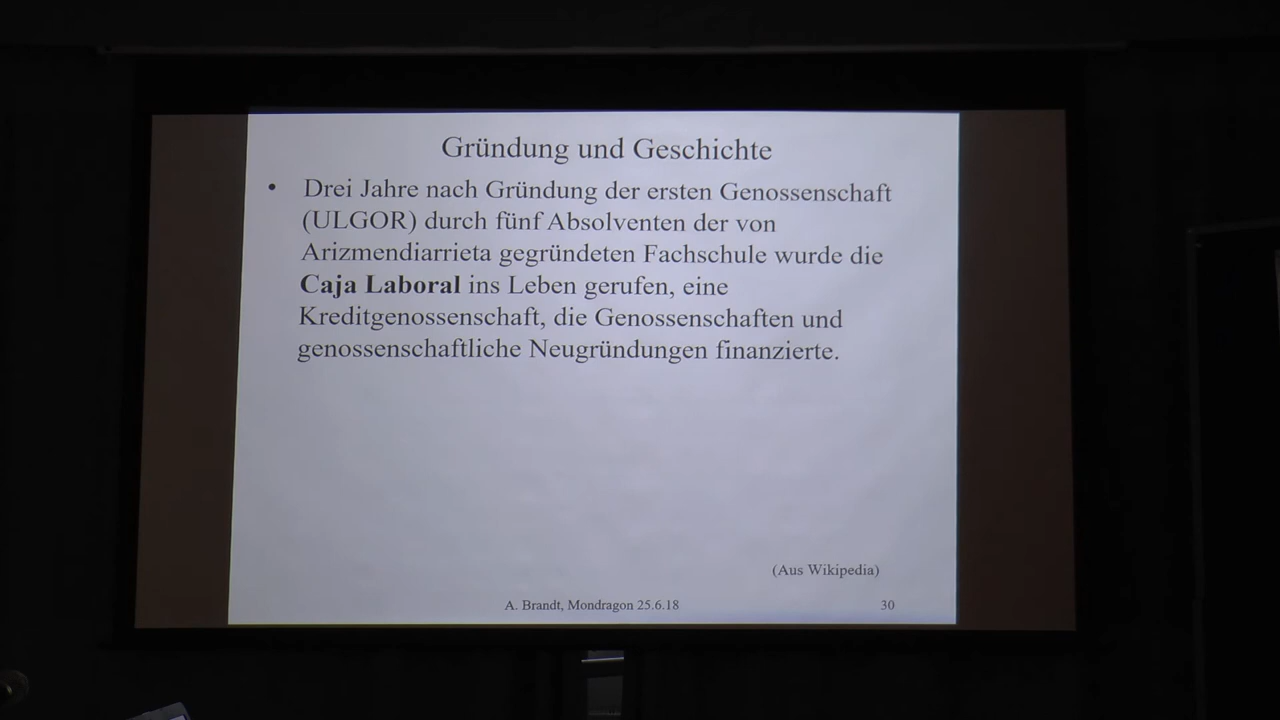 Gründung und Geschichte
• Drei Jahre nach Gründung der ersten Genossenschaft
(ULGOR) durch fünf Absolventen der von
Arizmendiarrieta gegründeten Fachschule wurde die
Caja Laboral ins Leben gerufen, eine
Kreditgenossenschaft, die Genossenschaften und
genossenschaftliche Neugründungen finanzierte.
(Aus Wikipedia)
A. Brandt, Mondragon 25.6.18 30